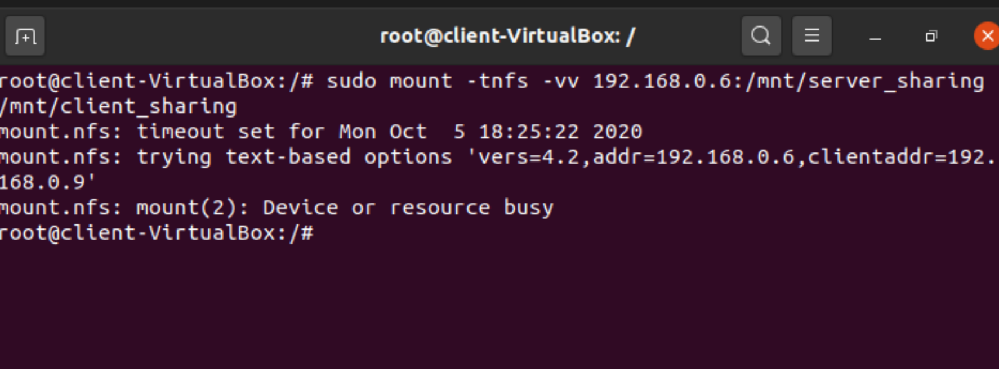 root@client-VirtualBox: /
root@client-VirtualBox:/# sudo mount -tnfs -vv 192.168.0.6:/mnt/server_sharing
/mnt/client_sharing
mount.nfs: timeout set for Mon Oct  5 18:25:22 2020
mount.nfs: trying text-based options 'vers=4.2,addr=192.168.0.6,clientaddr=192.
168.0.9'
mount.nfs: mount(2): Device or resource busy
root@client-VirtualBox:/#